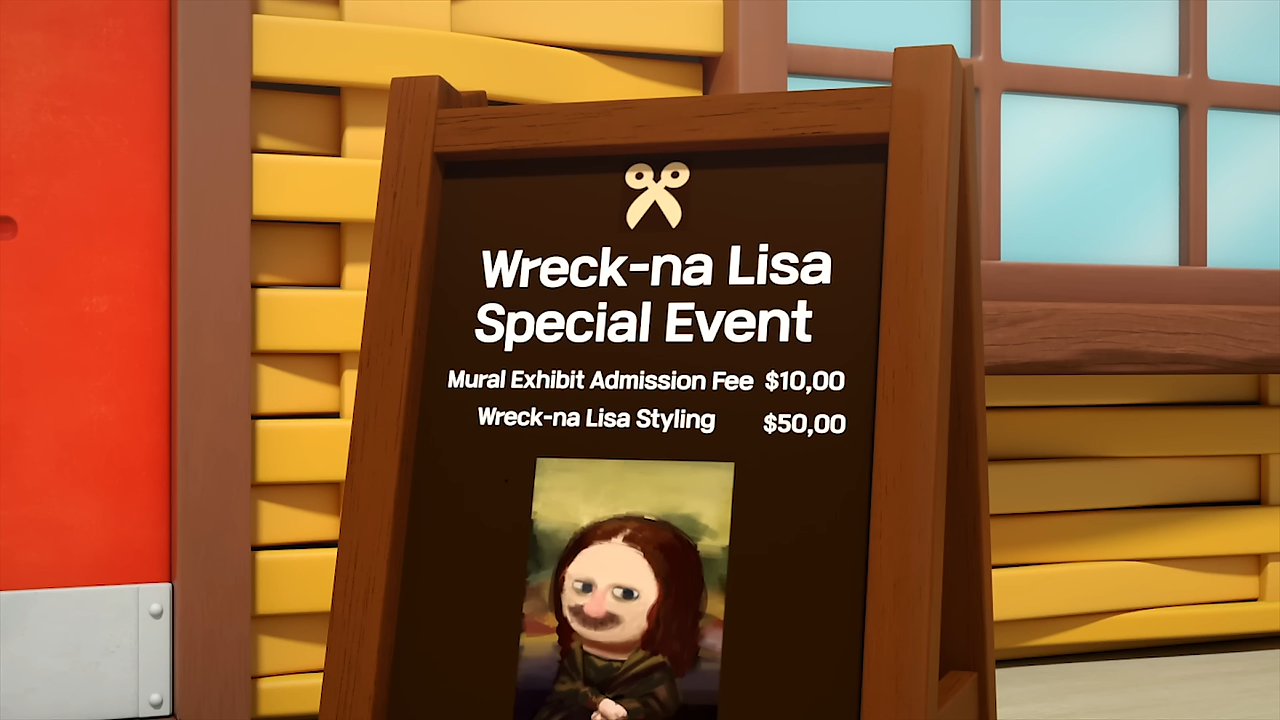 Wreck-na Lisa
Special Event
Mural Exhibit Admission Fee $10,00
Wreck-na Lisa Styling $50,00